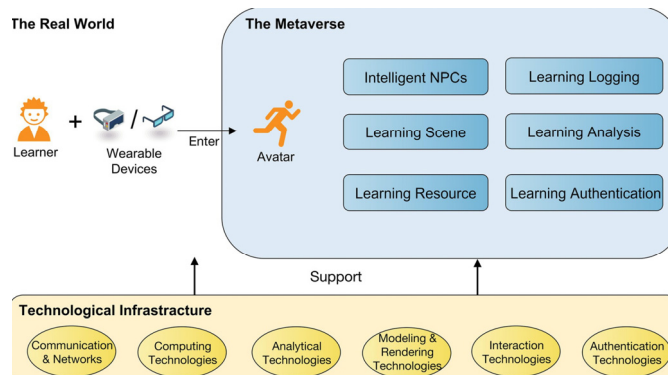 The Real World
The Metaverse
Intelligent NPCs
Learning Logging
+
/
Learner
Wearable
Devices
Enter
Avatar
Learning Scene
Learning Analysis
Learning Resource
Learning Authentication
Support
Technological Infrastracture
Communication
& Networks
Computing
Technologies
Analytical
Technologies
Modeling &
Rendering
Technologies
Interaction
Technologies
Authentication
Technologies